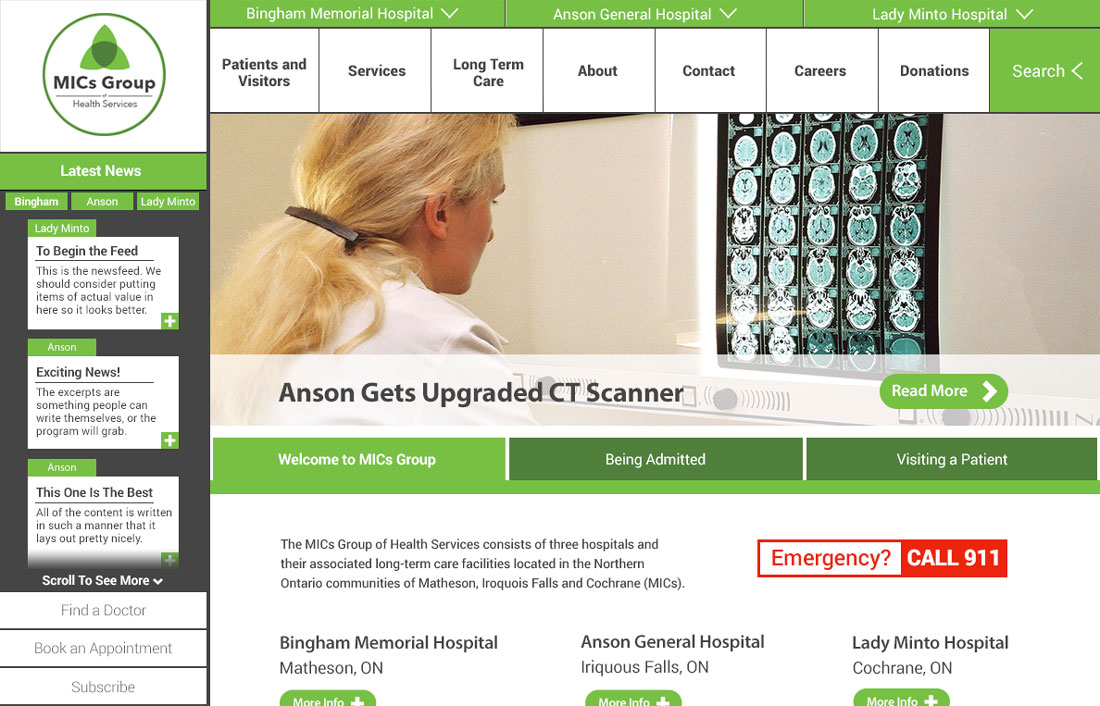 Bingham Memorial Hospital
Anson General Hospital
Lady Minto Hospital
MICs Group
of
Health Services
Patients and
Visitors
Services
Long Term
Care
About
Contact
Careers
Donations
Search
Latest News
Bingham
Anson
Lady Minto
Lady Minto
To Begin the Feed
This is the newsfeed. We
should consider putting
items of actual value in
here so it looks better.
Anson
Exciting News!
The excerpts are
something people can
write themselves, or the
program will grab.
Anson
This One Is The Best
All of the content is written
in such a manner that it
lays out pretty nicely.
Scroll To See More
Find a Doctor
Book an Appointment
Subscribe
Anson Gets Upgraded CT Scanner
Read More
Welcome to MICs Group
Being Admitted
Visiting a Patient
The MICs Group of Health Services consists of three hospitals and
their associated long-term care facilities located in the Northern
Ontario communities of Matheson, Iroquois Falls and Cochrane (MICs).
Emergency? CALL 911
Bingham Memorial Hospital
Matheson, ON
More Info
Anson General Hospital
Iriquous Falls, ON
More Info
Lady Minto Hospital
Cochrane, ON
More Info